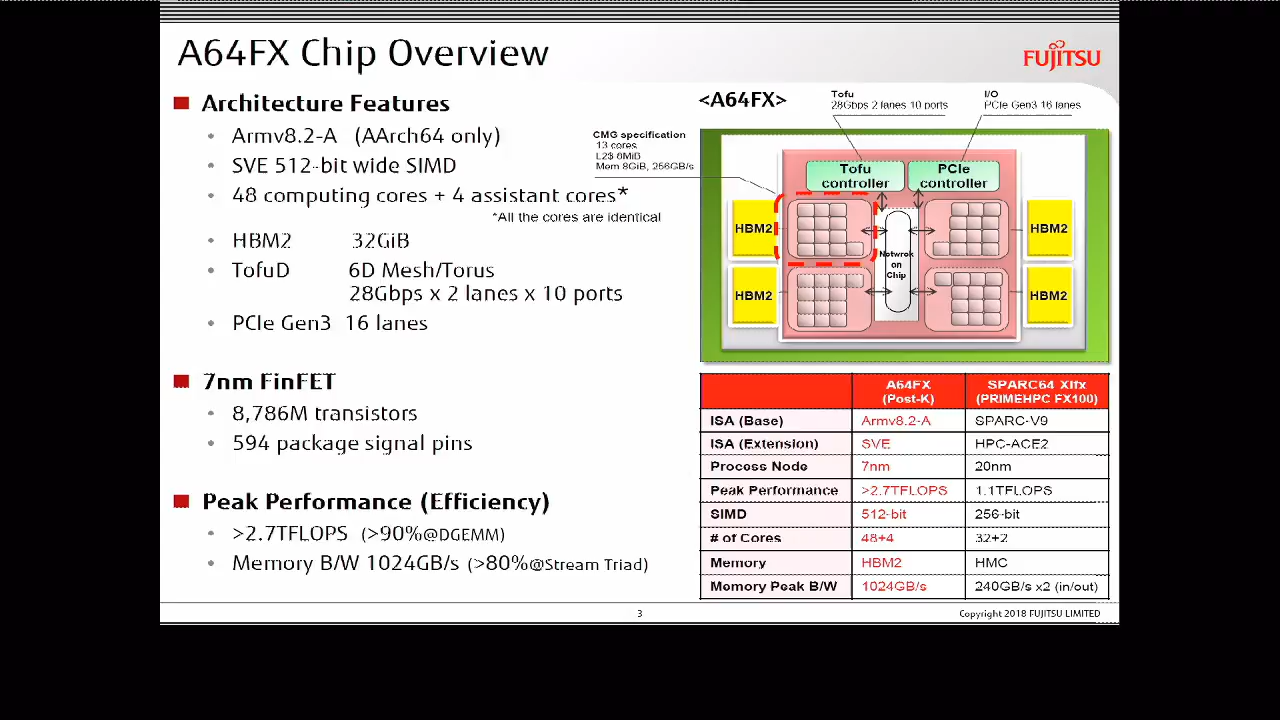 A64FX Chip Overview
FUJITSU
Architecture Features
Armv8.2-A (AArch64 only)
SVE 512-bit wide SIMD
48 computing cores + 4 assistant cores*
*All the cores are identical
HBM2 32GiB
TofuD 6D Mesh/Torus
28Gbps x 2 lanes x 10 ports
PCIe Gen3 16 lanes
7nm FinFET
8,786M transistors
594 package signal pins
Peak Performance (Efficiency)
>2.7TFLOPS (>90%@DGEMM)
Memory B/W 1024GB/s (>80%@Stream Triad)
<A64FX>
Tofu
28Gbps 2 lanes 10 ports
I/O
PCIe Gen3 16 lanes
CMG specification
13 cores
L2$ 8MiB
Mem 8GiB, 256GB/s
Tofu
controller
PCIe
controller
HBM2
HBM2
Netwrok
on
Chip
HBM2
HBM2
A64FX
(Post-K)
SPARC64 XIfx
(PRIMEHPC FX100)
ISA (Base) Armv8.2-A SPARC-V9
ISA (Extension) SVE HPC-ACE2
Process Node 7nm 20nm
Peak Performance >2.7TFLOPS 1.1TFLOPS
SIMD 512-bit 256-bit
# of Cores 48+4 32+2
Memory HBM2 HMC
Memory Peak B/W 1024GB/s 240GB/s x2 (in/out)
3
Copyright 2018 FUJITSU LIMITED